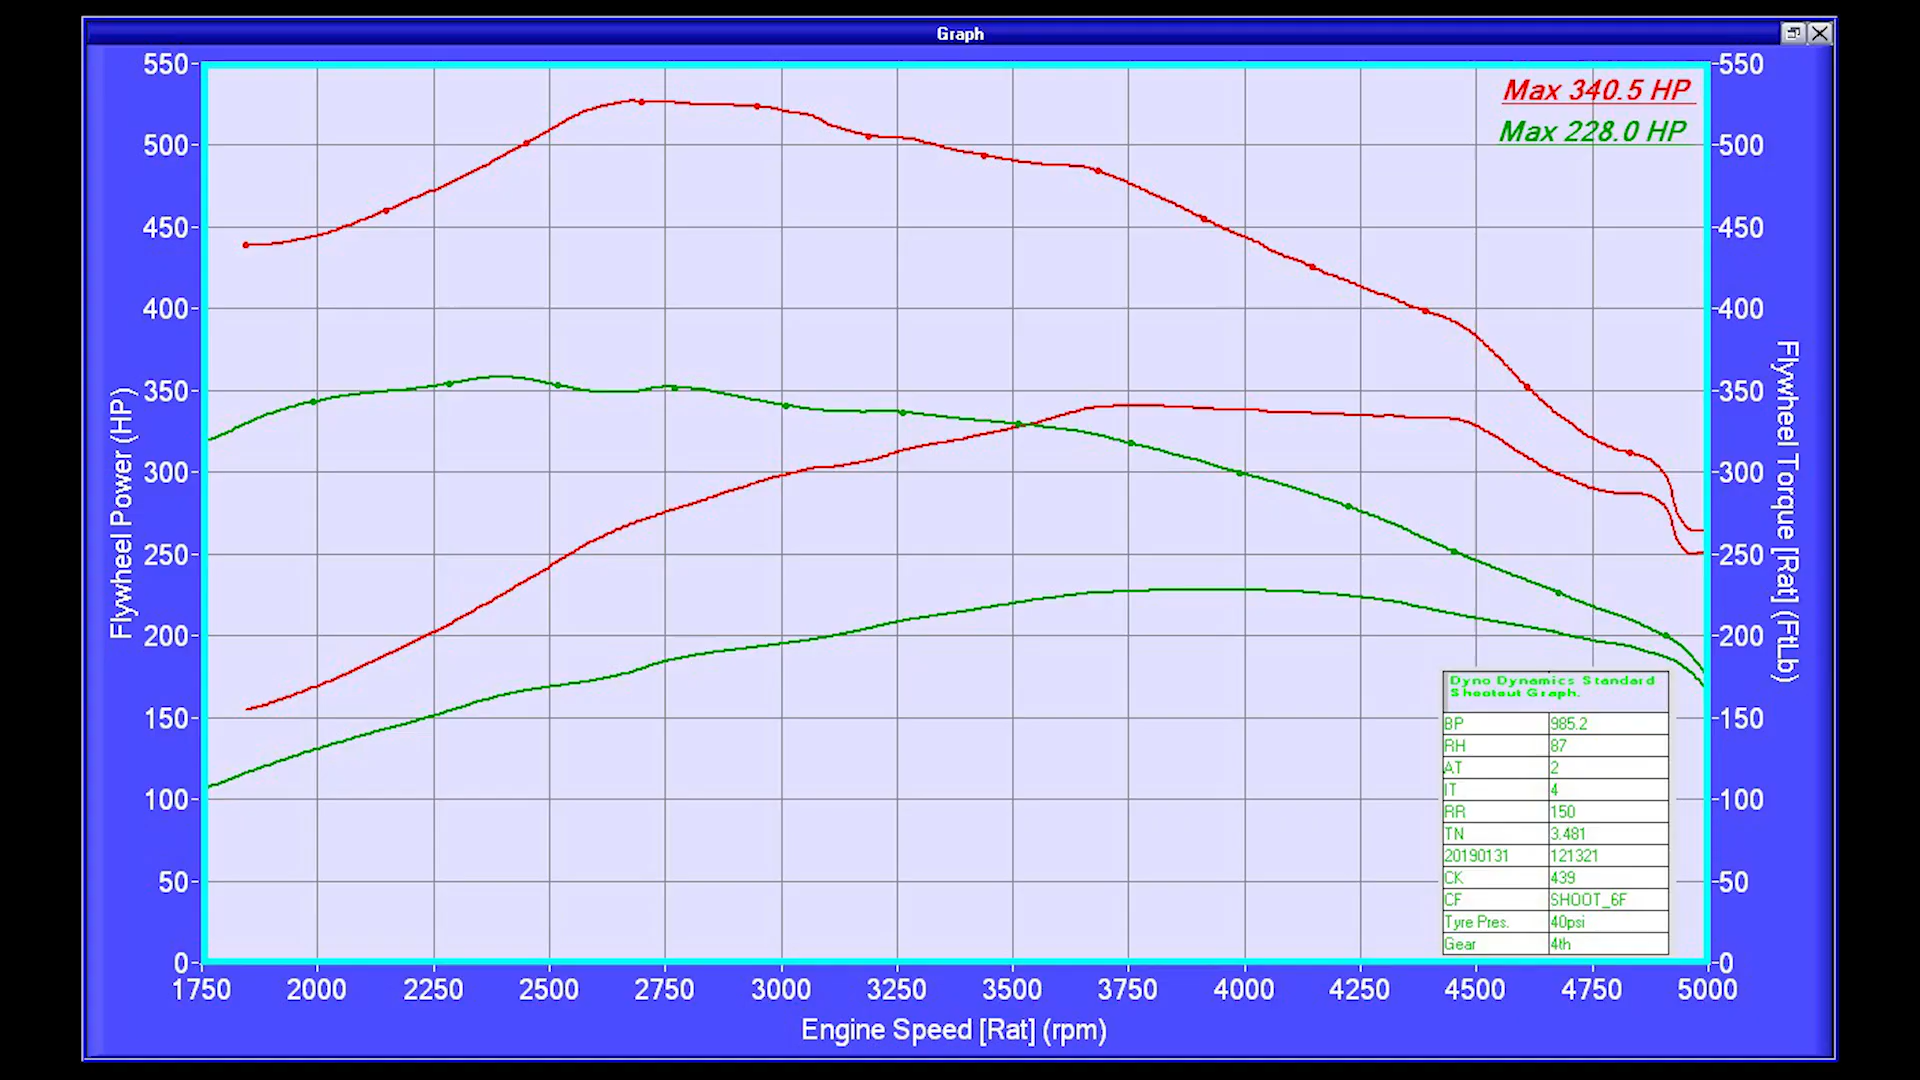 Graph
Max 340.5 HP
Max 228.0 HP
550
500
450
400
350
300
250
200
150
100
50
0
Flywheel Power (HP)
550
500
450
400
350
300
250
200
150
100
50
0
Flywheel Torque [Rat] (FtLb)
Dyno Dynamics Standard
Shootout Graph.
BP 985.2
RH 87
AT 2
IT 4
RR 150
TN 3.481
20190131 121321
CK 439
CF SHOOT_6F
Tyre Pres. 40psi
Gear 4th
1750 2000 2250 2500 2750 3000 3250 3500 3750 4000 4250 4500 4750 5000
Engine Speed [Rat] (rpm)